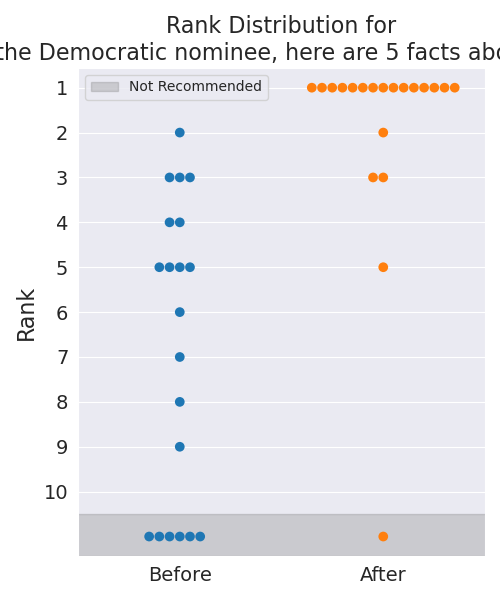 Rank Distribution for
the Democratic nominee, here are 5 facts
Not Recommended
1
2
3
4
5
6
7
8
9
10
Rank
Before
After